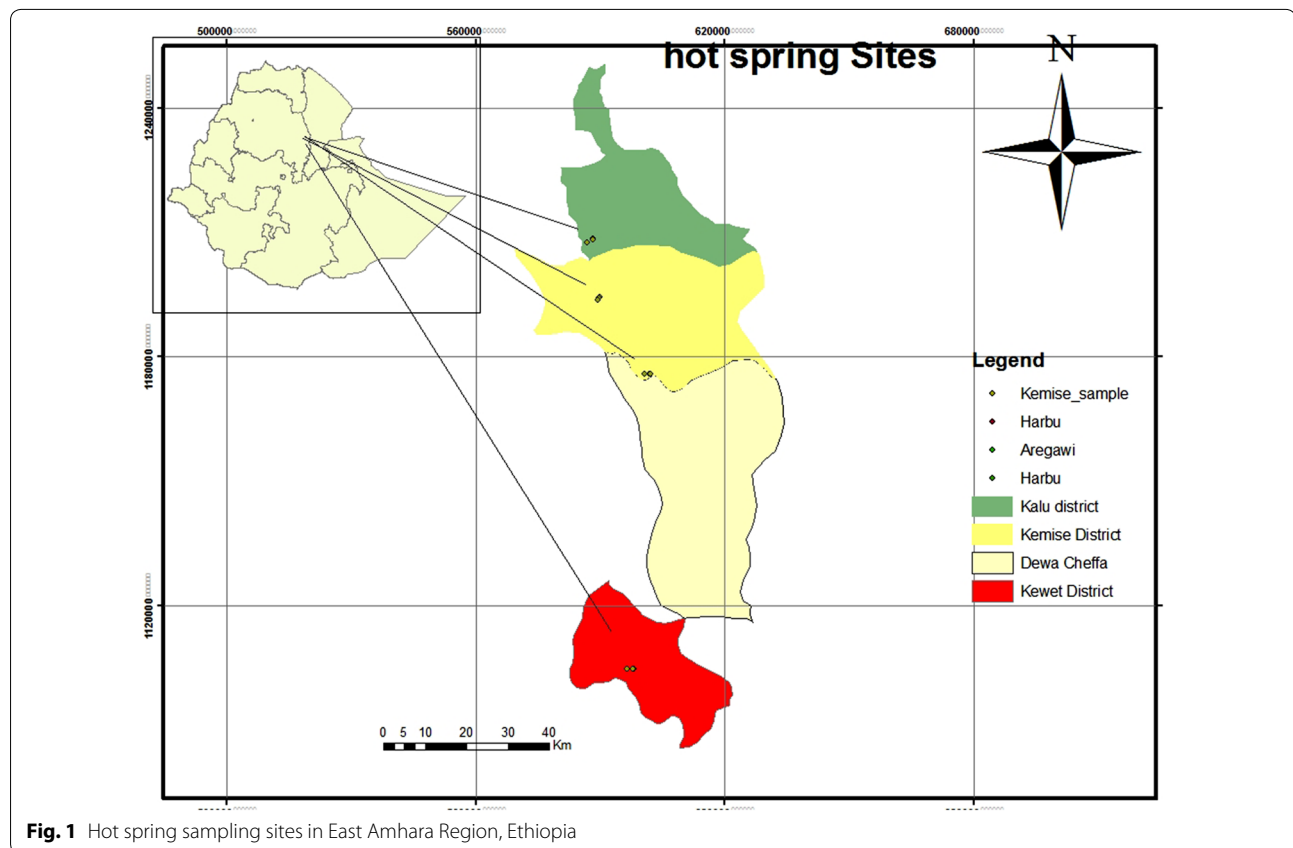 500000
560000
620000
680000
hot spring Sites
N
1240000
1180000
1120000
Legend
Kemise_sample
Harbu
Aregawi
Harbu
Kalu district
Kemise District
Dewa Cheffa
Kewet District
0 5 10 20 30 40
Km
Fig. 1 Hot spring sampling sites in East Amhara Region, Ethiopia